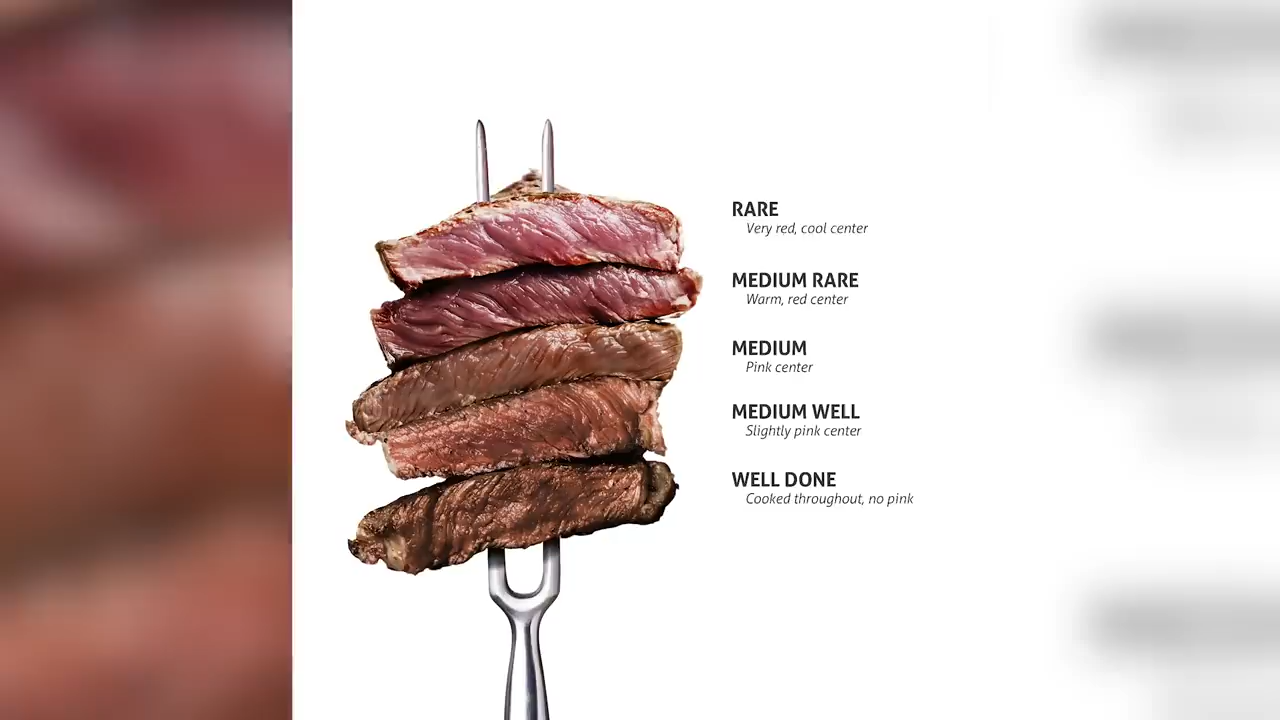 RARE
Very red, cool center
MEDIUM RARE
Warm, red center
MEDIUM
Pink center
MEDIUM WELL
Slightly pink center
WELL DONE
Cooked throughout, no pink